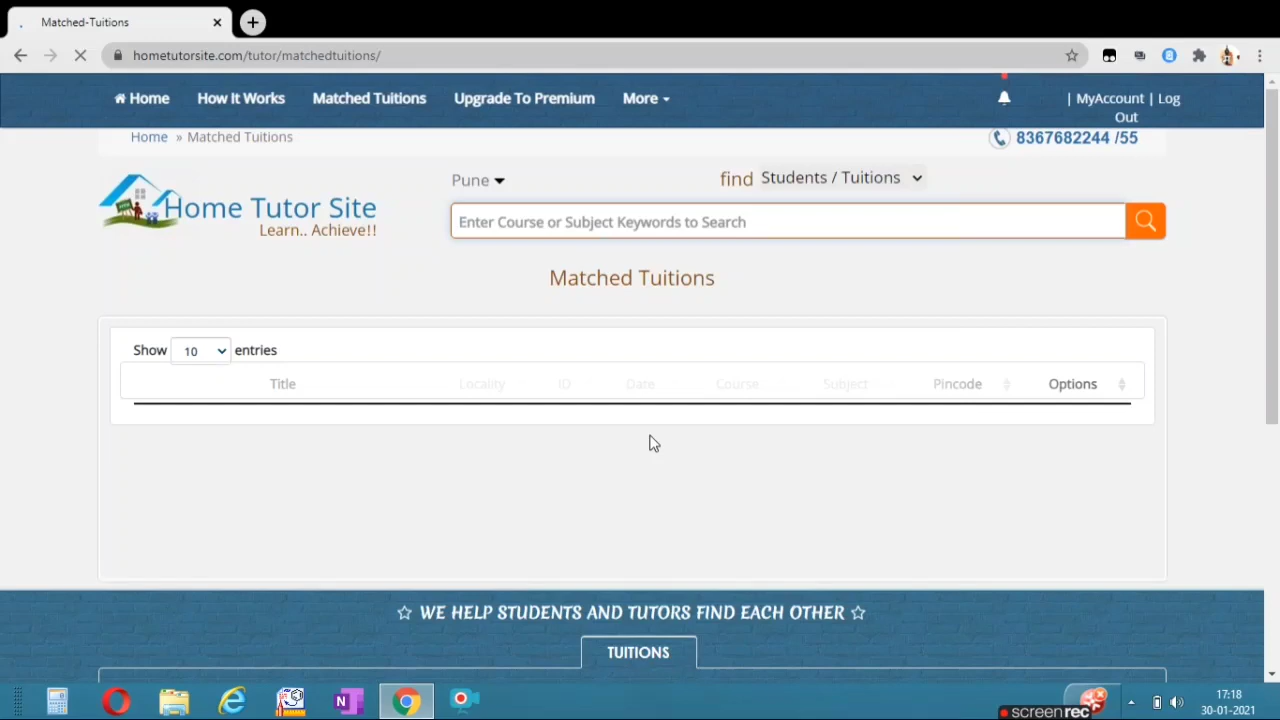 Matched-Tuitions
hometutorsite.com/tutor/matchedtuitions/
Home How It Works Matched Tuitions Upgrade To Premium More | MyAccount | Log Out
Home » Matched Tuitions
8367682244 /55
Pune find Students / Tuitions
Home Tutor Site
Learn.. Achieve!!
Enter Course or Subject Keywords to Search
Matched Tuitions
Show 10 entries
Title Locality ID Date Course Subject Pincode Options
☆ WE HELP STUDENTS AND TUTORS FIND EACH OTHER ☆
TUITIONS
17:18
30-01-2021
screenrec